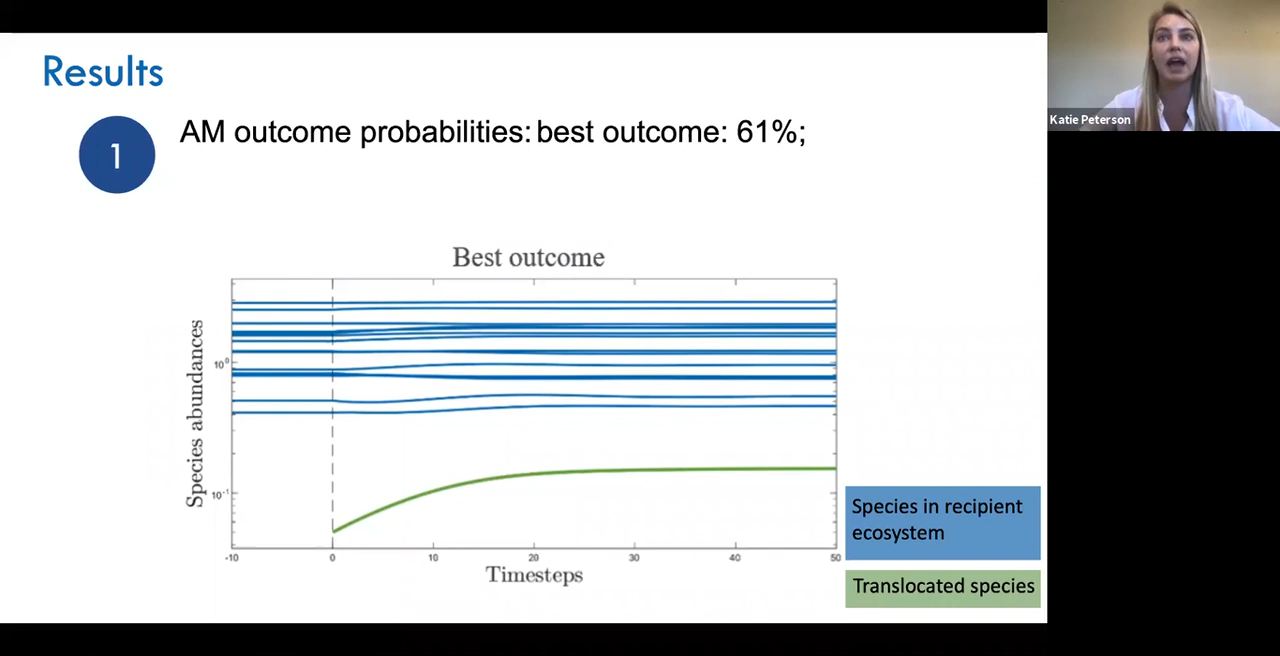 Results
1
AM outcome probabilities: best outcome: 61%;
Best outcome
Species abundances
10⁰
10⁻¹
-10 0 10 20 30 40 50
Timesteps
Species in recipient
ecosystem
Translocated species
Katie Peterson